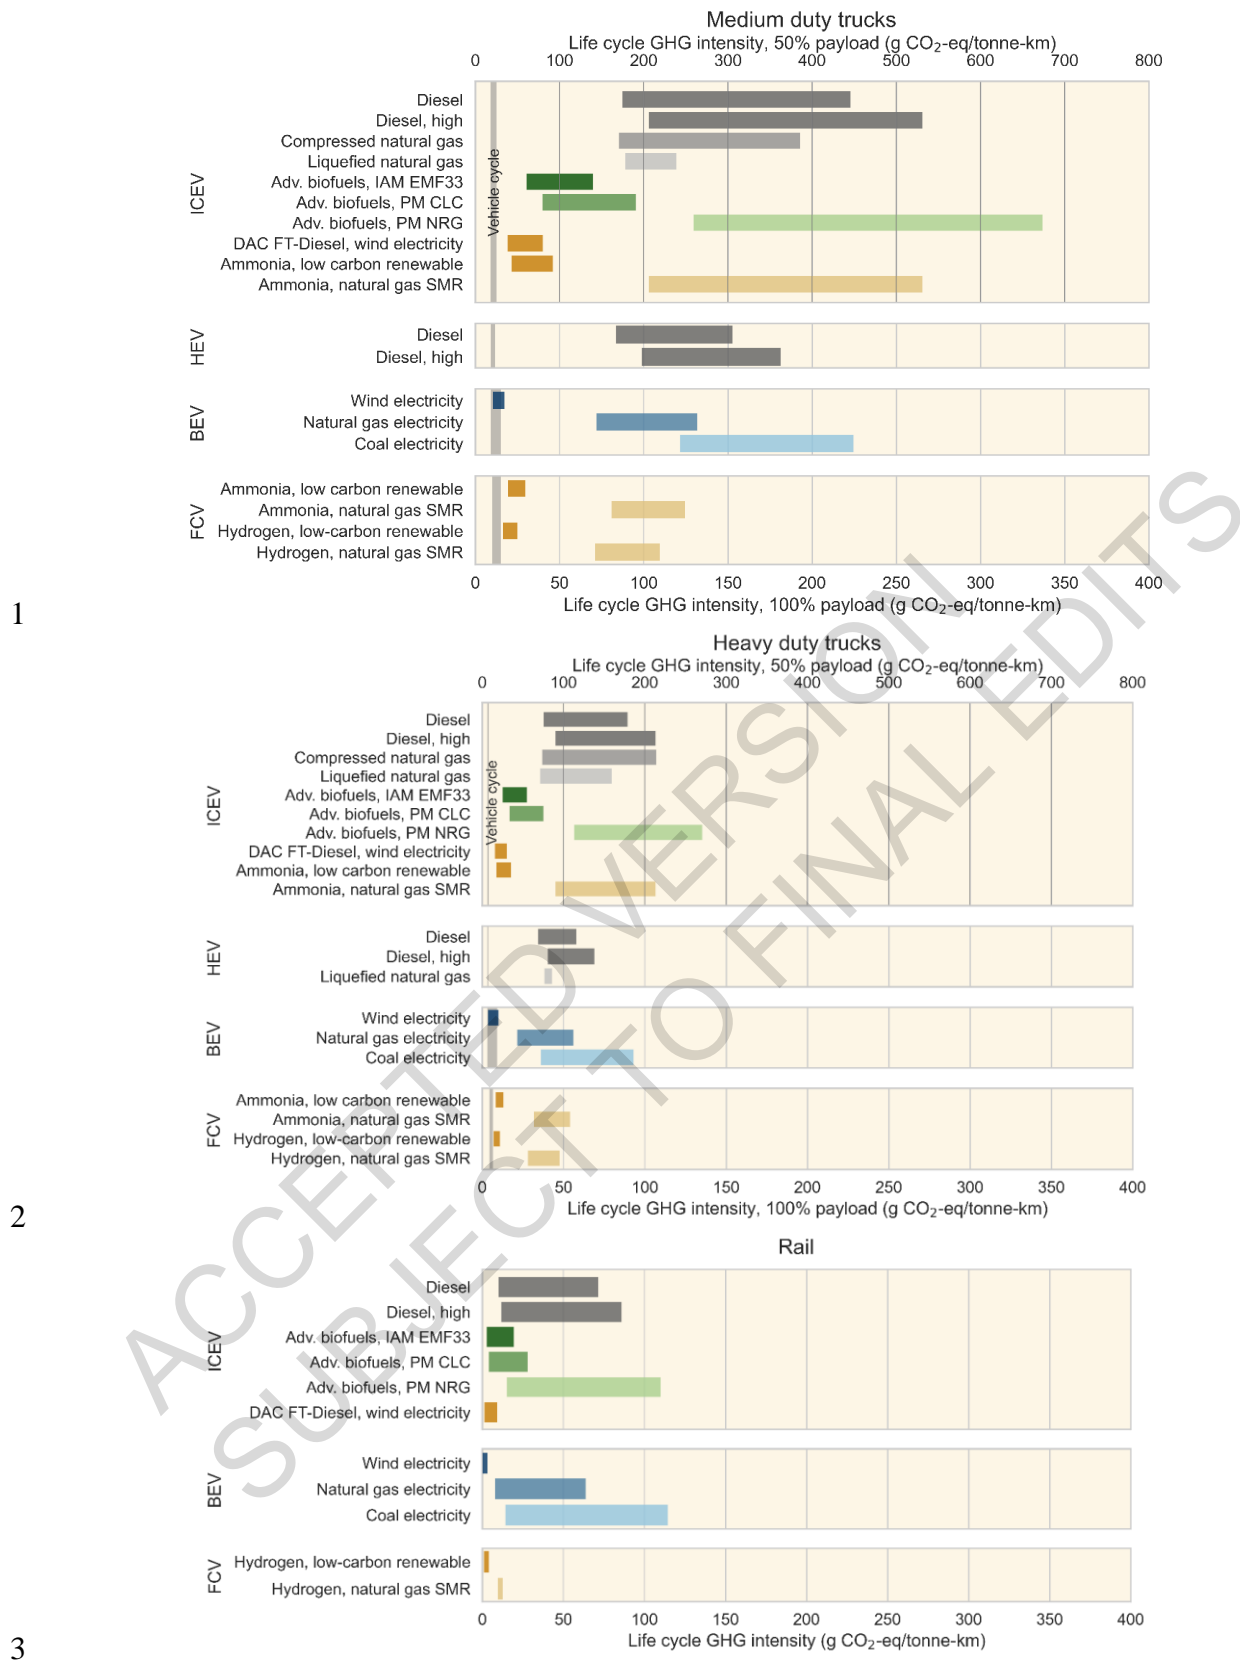 Medium duty trucks
Life cycle GHG intensity, 50% payload (g CO₂-eq/tonne-km)
0 100 200 300 400 500 600 700 800
ICEV
Diesel
Diesel, high
Compressed natural gas
Liquefied natural gas
Adv. biofuels, IAM EMF33
Adv. biofuels, PM CLC
Adv. biofuels, PM NRG
DAC FT-Diesel, wind electricity
Ammonia, low carbon renewable
Ammonia, natural gas SMR
Vehicle cycle
HEV
Diesel
Diesel, high
BEV
Wind electricity
Natural gas electricity
Coal electricity
FCV
Ammonia, low carbon renewable
Ammonia, natural gas SMR
Hydrogen, low-carbon renewable
Hydrogen, natural gas SMR
0 50 100 150 200 250 300 350 400
Life cycle GHG intensity, 100% payload (g CO₂-eq/tonne-km)
1
Heavy duty trucks
Life cycle GHG intensity, 50% payload (g CO₂-eq/tonne-km)
0 100 200 300 400 500 600 700 800
ICEV
Diesel
Diesel, high
Compressed natural gas
Liquefied natural gas
Adv. biofuels, IAM EMF33
Adv. biofuels, PM CLC
Adv. biofuels, PM NRG
DAC FT-Diesel, wind electricity
Ammonia, low carbon renewable
Ammonia, natural gas SMR
Vehicle cycle
HEV
Diesel
Diesel, high
Liquefied natural gas
BEV
Wind electricity
Natural gas electricity
Coal electricity
FCV
Ammonia, low carbon renewable
Ammonia, natural gas SMR
Hydrogen, low-carbon renewable
Hydrogen, natural gas SMR
0 50 100 150 200 250 300 350 400
Life cycle GHG intensity, 100% payload (g CO₂-eq/tonne-km)
2
Rail
ICEV
Diesel
Diesel, high
Adv. biofuels, IAM EMF33
Adv. biofuels, PM CLC
Adv. biofuels, PM NRG
DAC FT-Diesel, wind electricity
BEV
Wind electricity
Natural gas electricity
Coal electricity
FCV
Hydrogen, low-carbon renewable
Hydrogen, natural gas SMR
0 50 100 150 200 250 300 350 400
Life cycle GHG intensity (g CO₂-eq/tonne-km)
3
ACCEPTED VERSION
SUBJECT TO FINAL EDITS